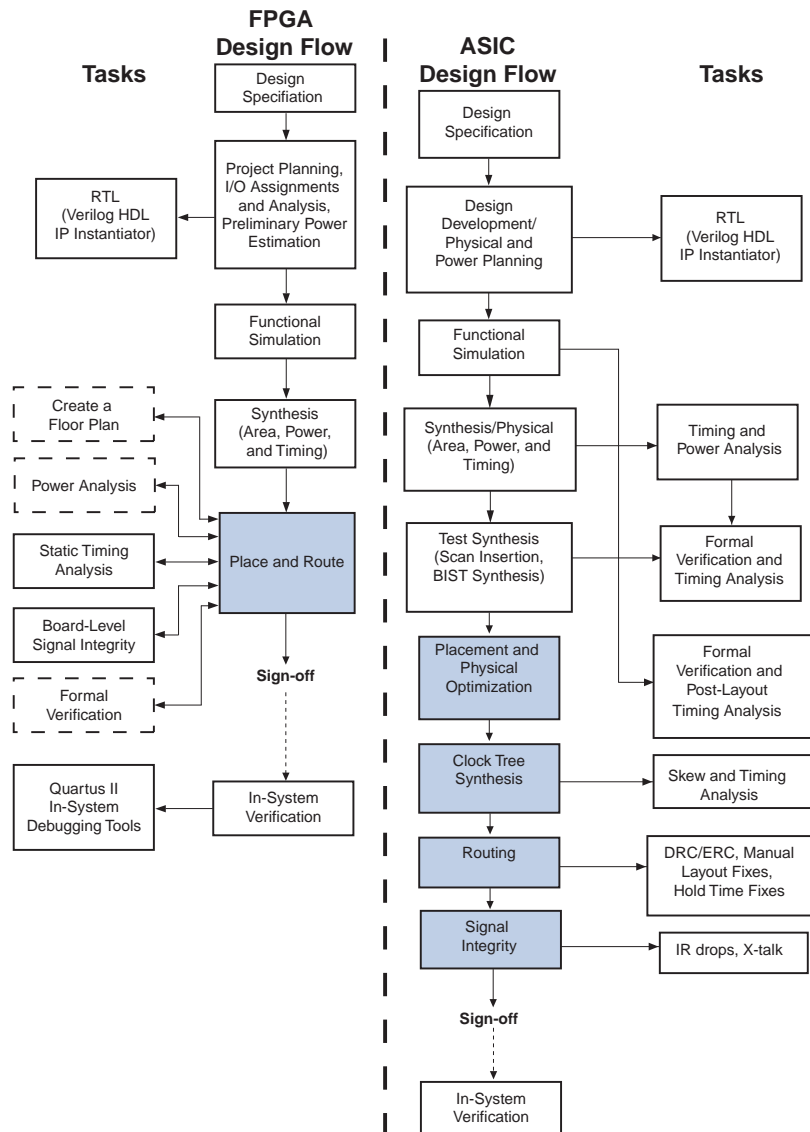 FPGA
Design Flow
Tasks
Design
Specifiation
Project Planning,
I/O Assignments
and Analysis,
Preliminary Power
Estimation
RTL
(Verilog HDL
IP Instantiator)
Functional
Simulation
Synthesis
(Area, Power,
and Timing)
Create a
Floor Plan
Power Analysis
Static Timing
Analysis
Board-Level
Signal Integrity
Formal
Verification
Place and Route
Sign-off
In-System
Verification
Quartus II
In-System
Debugging Tools
ASIC
Design Flow
Tasks
Design
Specification
Design
Development/
Physical and
Power Planning
RTL
(Verilog HDL
IP Instantiator)
Functional
Simulation
Synthesis/Physical
(Area, Power, and
Timing)
Timing and
Power Analysis
Test Synthesis
(Scan Insertion,
BIST Synthesis)
Formal
Verification and
Timing Analysis
Placement and
Physical
Optimization
Formal
Verification and
Post-Layout
Timing Analysis
Clock Tree
Synthesis
Skew and Timing
Analysis
Routing
DRC/ERC, Manual
Layout Fixes,
Hold Time Fixes
Signal
Integrity
IR drops, X-talk
Sign-off
In-System
Verification